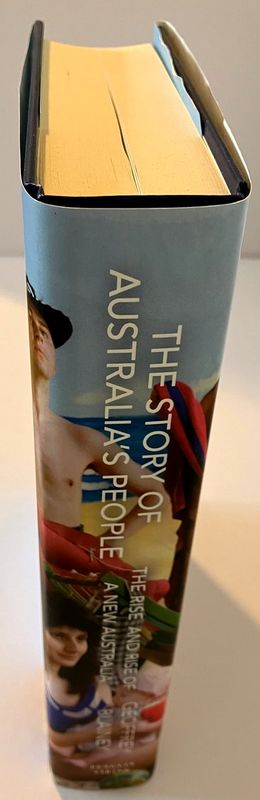 THE STORY OF
AUSTRALIA'S PEOPLE
THE RISE AND RISE OF
A NEW AUSTRALIA
GEOFFREY
BLAINEY